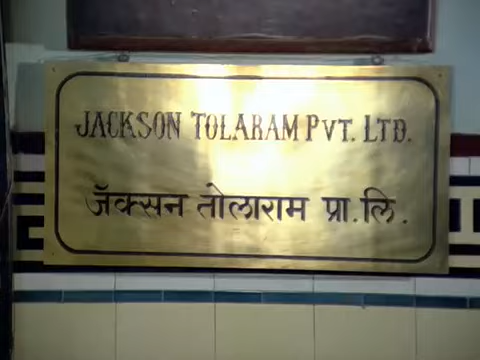 JACKSON TOLARAM PVT. LTD.
जॅक्सन तोलाराम प्रा.लि.